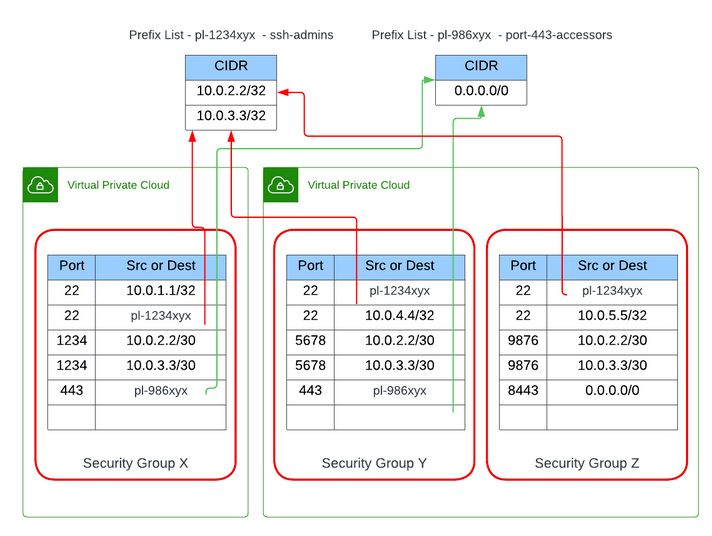 Prefix List - pl-1234xyx - ssh-admins
Prefix List - pl-986xyx - port-443-accessors
CIDR
10.0.2.2/32
10.0.3.3/32
CIDR
0.0.0.0/0
Virtual Private Cloud
Virtual Private Cloud
Port Src or Dest
22 10.0.1.1/32
22 pl-1234xyx
1234 10.0.2.2/30
1234 10.0.3.3/30
443 pl-986xyx
Security Group X
Port Src or Dest
22 pl-1234xyx
22 10.0.4.4/32
5678 10.0.2.2/30
5678 10.0.3.3/30
443 pl-986xyx
Security Group Y
Port Src or Dest
22 pl-1234xyx
22 10.0.5.5/32
9876 10.0.2.2/30
9876 10.0.3.3/30
8443 0.0.0.0/0
Security Group Z